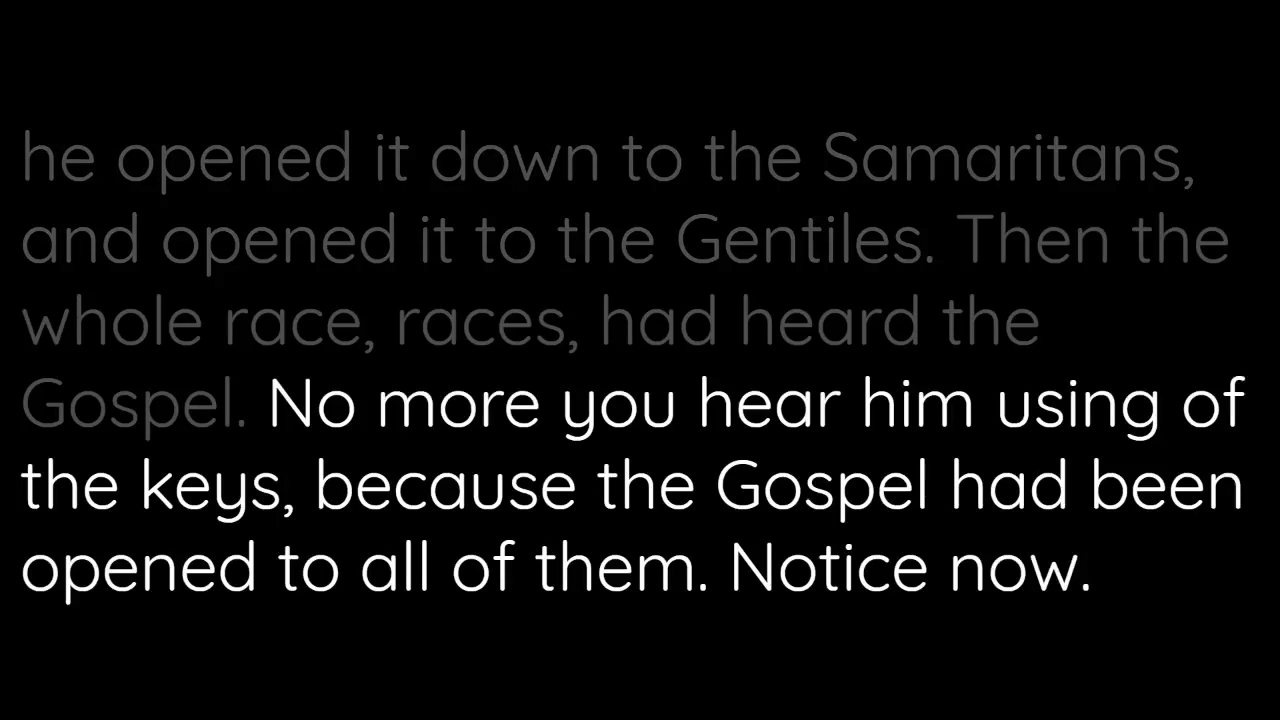 he opened it down to the Samaritans,
and opened it to the Gentiles. Then the
whole race, races, had heard the
Gospel. No more you hear him using of
the keys, because the Gospel had been
opened to all of them. Notice now.